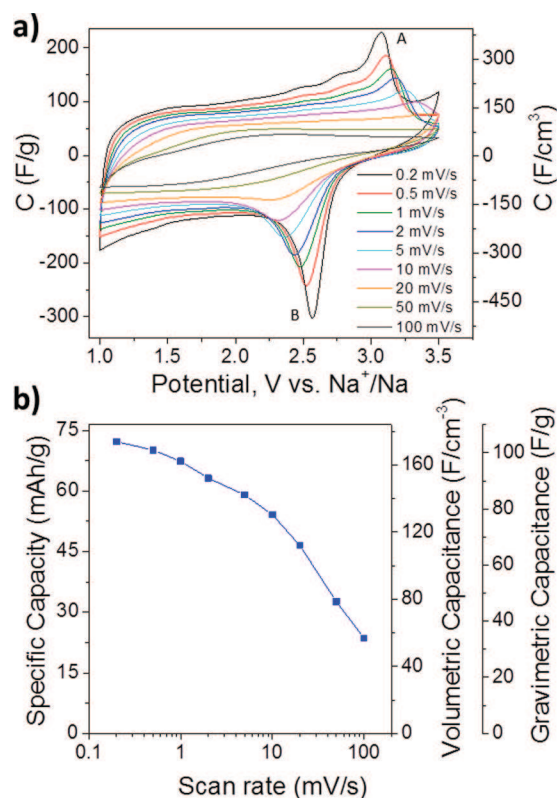 a)
A
200
100
0
-100
-200
-300
C (F/g)
300
150
0
-150
-300
-450
C (F/cm³)
0.2 mV/s
0.5 mV/s
1 mV/s
2 mV/s
5 mV/s
10 mV/s
20 mV/s
50 mV/s
100 mV/s
B
1.0 1.5 2.0 2.5 3.0 3.5
Potential, V vs. Na⁺/Na
b)
75
60
45
30
15
0
Specific Capacity (mAh/g)
160
120
80
40
0
Volumetric Capacitance (F/cm⁻³)
100
80
60
40
20
0
Gravimetric Capacitance (F/g)
0.1 1 10 100
Scan rate (mV/s)